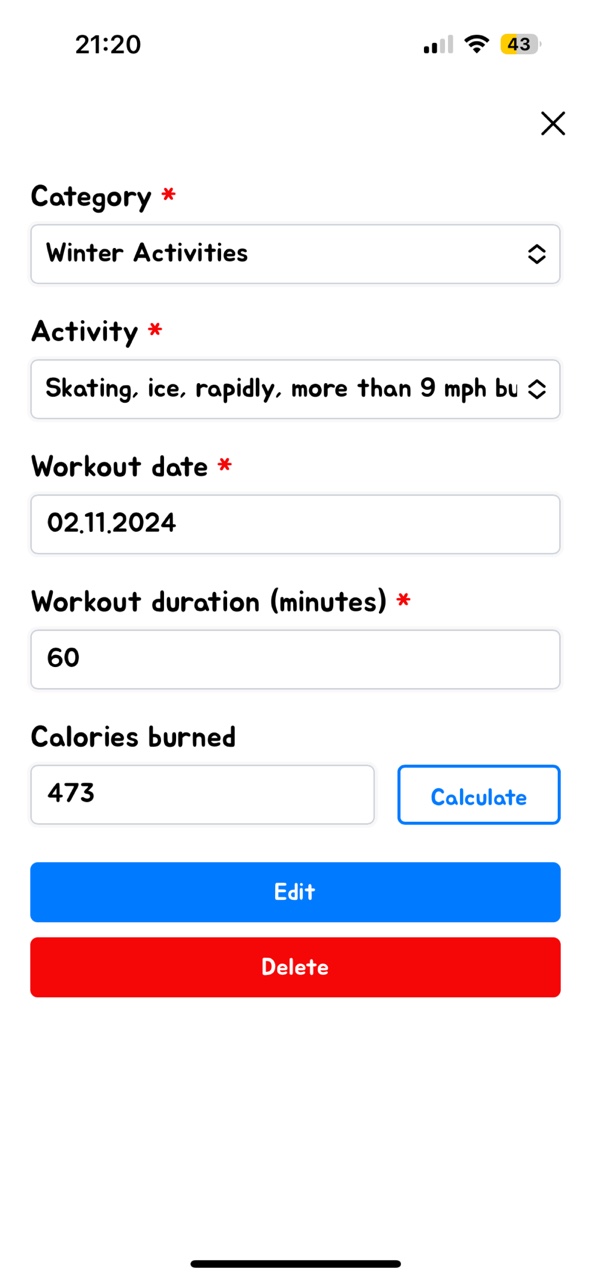 21:20
43
Category *
Winter Activities
Activity *
Skating, ice, rapidly, more than 9 mph bu
Workout date *
02.11.2024
Workout duration (minutes) *
60
Calories burned
473
Calculate
Edit
Delete